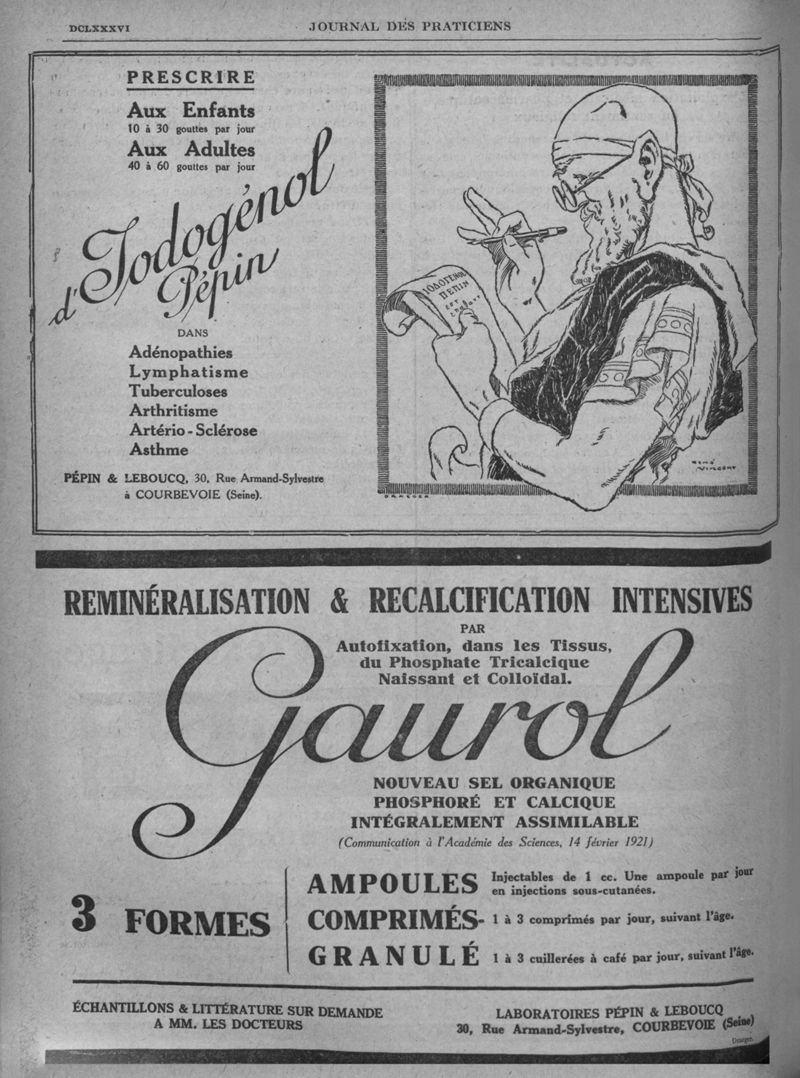 DCLXXXVI
JOURNAL DES PRATICIENS
PRESCRIRE
Aux Enfants
10 à 30 gouttes par jour
Aux Adultes
40 à 60 gouttes par jour
d'Iodogénol
Pépin
DANS
Adénopathies
Lymphatisme
Tuberculoses
Arthritisme
Artério-Sclérose
Asthme
PÉPIN & LEBOUCQ, 30, Rue Armand-Sylvestre
à COURBEVOIE (Seine).
ΙΟΔΟΓΕΝΟΛ
ΠΕΠΙΝ
RENÉ
VINCENT
DRAEGER
REMINÉRALISATION & RECALCIFICATION INTENSIVES
PAR
Autofixation, dans les Tissus,
du Phosphate Tricalcique
Naissant et Colloïdal.
Gaurol
NOUVEAU SEL ORGANIQUE
PHOSPHORÉ ET CALCIQUE
INTÉGRALEMENT ASSIMILABLE
(Communication à l'Académie des Sciences, 14 février 1921)
3 FORMES
AMPOULES Injectables de 1 cc. Une ampoule par jour
en injections sous-cutanées.
COMPRIMÉS- 1 à 3 comprimés par jour, suivant l'âge.
GRANULÉ 1 à 3 cuillerées à café par jour, suivant l'âge.
ÉCHANTILLONS & LITTÉRATURE SUR DEMANDE
A MM. LES DOCTEURS
LABORATOIRES PÉPIN & LEBOUCQ
30, Rue Armand-Sylvestre, COURBEVOIE (Seine)